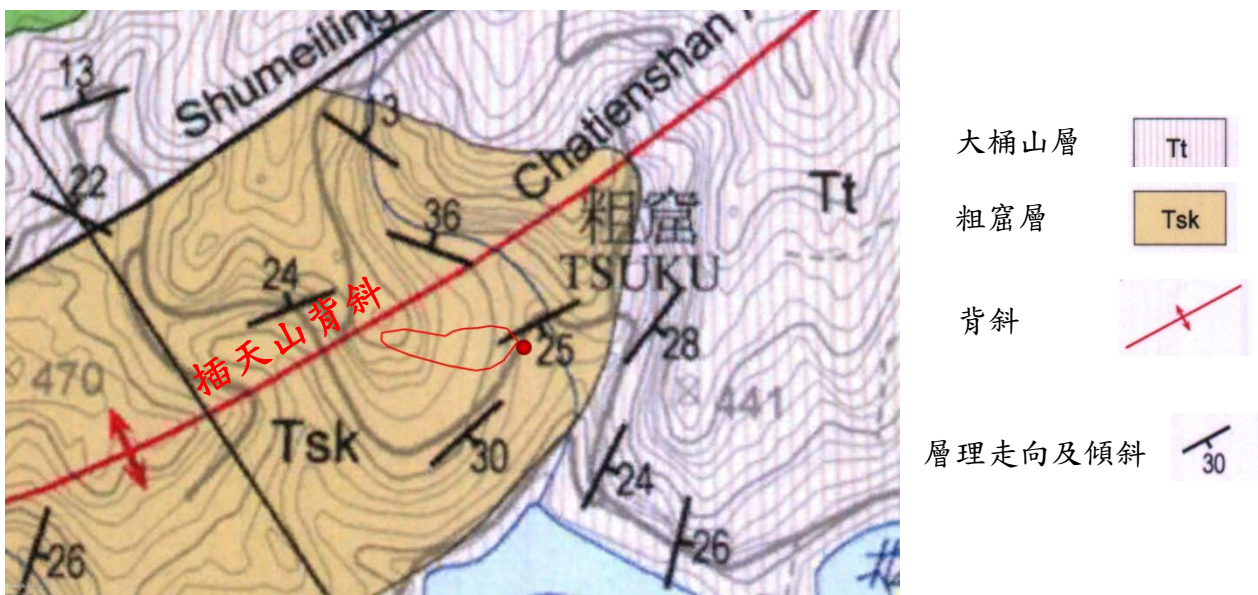 13
Shumeiling
22
13
Chatienshan
粗窟
TSUKU
Tt
36
24
插天山背斜
25
28
470
441
Tsk
30
24
26
26
大桶山層
Tt
粗窟層
Tsk
背斜
層理走向及傾斜
30